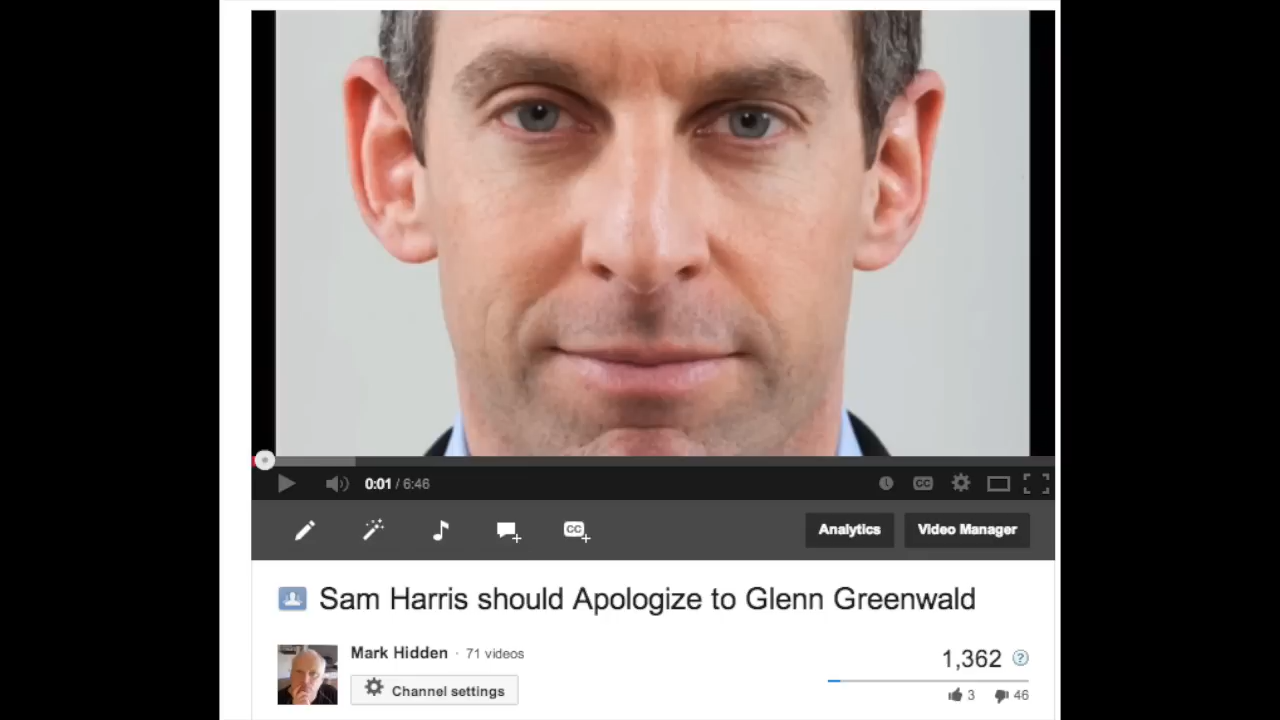 0:01 / 6:46
CC
CC
Analytics
Video Manager
Sam Harris should Apologize to Glenn Greenwald
Mark Hidden · 71 videos
1,362 ?
Channel settings
3 46